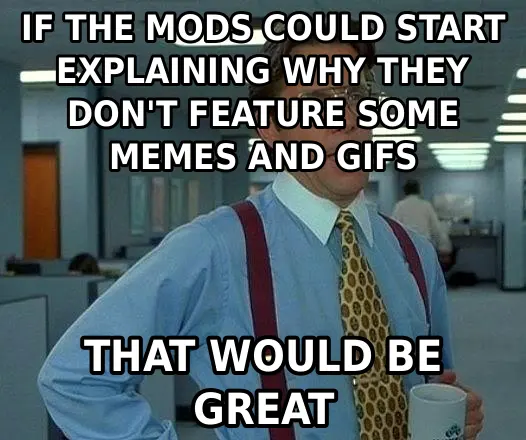 IF THE MODS COULD START
EXPLAINING WHY THEY
DON'T FEATURE SOME
MEMES AND GIFS
THAT WOULD BE
GREAT